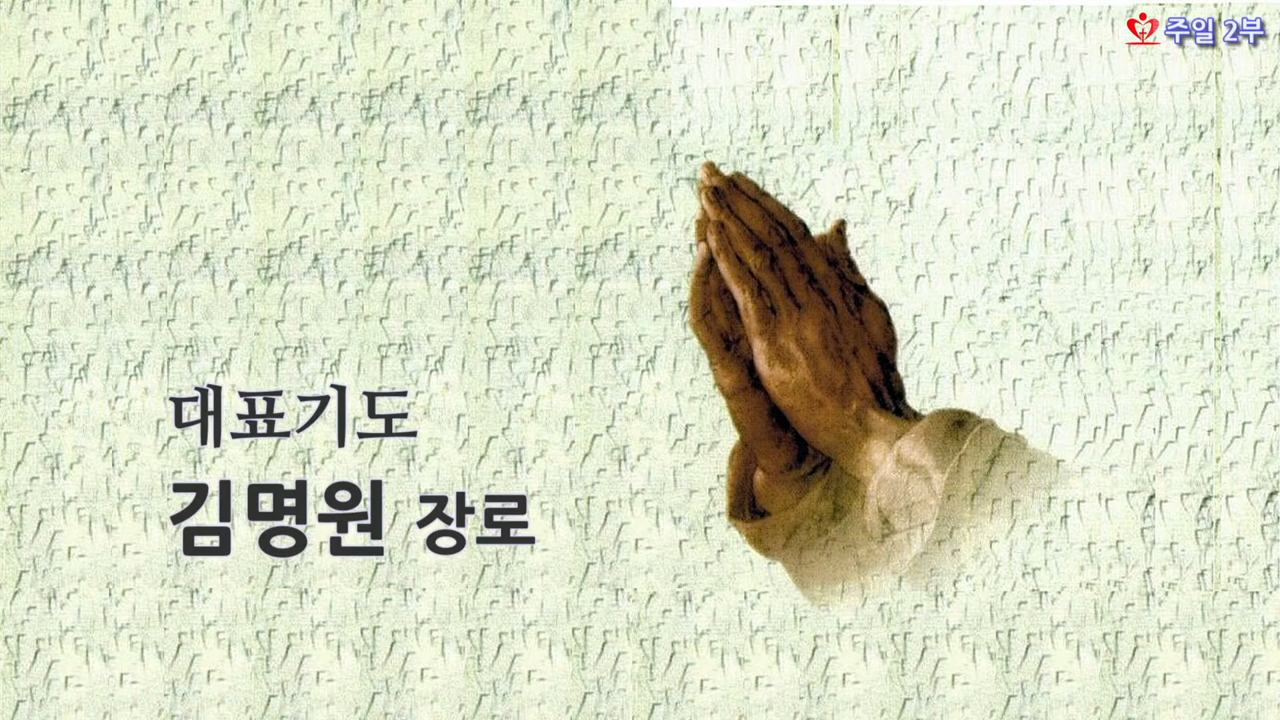 주일 2부
대표기도
김명원 장로